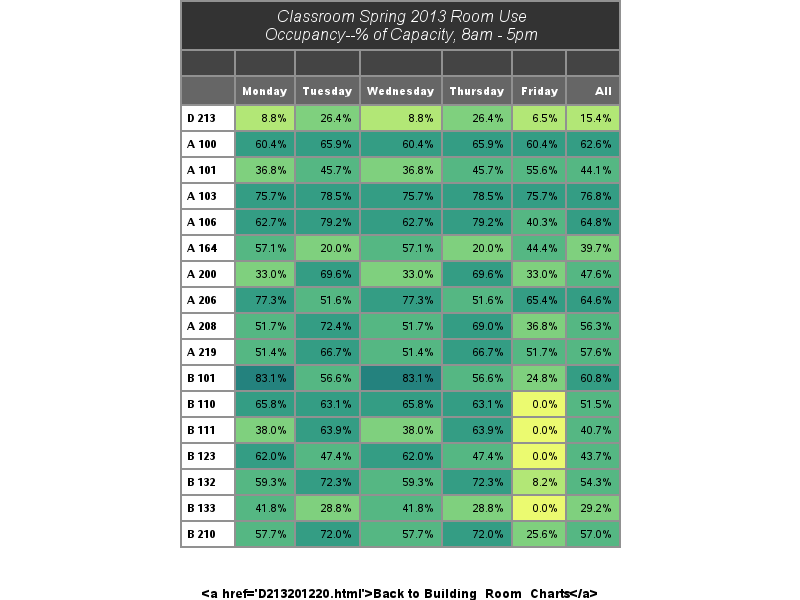 Classroom Spring 2013 Room Use
Occupancy--% of Capacity, 8am - 5pm
Monday Tuesday Wednesday Thursday Friday All
D 213 8.8% 26.4% 8.8% 26.4% 6.5% 15.4%
A 100 60.4% 65.9% 60.4% 65.9% 60.4% 62.6%
A 101 36.8% 45.7% 36.8% 45.7% 55.6% 44.1%
A 103 75.7% 78.5% 75.7% 78.5% 75.7% 76.8%
A 106 62.7% 79.2% 62.7% 79.2% 40.3% 64.8%
A 164 57.1% 20.0% 57.1% 20.0% 44.4% 39.7%
A 200 33.0% 69.6% 33.0% 69.6% 33.0% 47.6%
A 206 77.3% 51.6% 77.3% 51.6% 65.4% 64.6%
A 208 51.7% 72.4% 51.7% 69.0% 36.8% 56.3%
A 219 51.4% 66.7% 51.4% 66.7% 51.7% 57.6%
B 101 83.1% 56.6% 83.1% 56.6% 24.8% 60.8%
B 110 65.8% 63.1% 65.8% 63.1% 0.0% 51.5%
B 111 38.0% 63.9% 38.0% 63.9% 0.0% 40.7%
B 123 62.0% 47.4% 62.0% 47.4% 0.0% 43.7%
B 132 59.3% 72.3% 59.3% 72.3% 8.2% 54.3%
B 133 41.8% 28.8% 41.8% 28.8% 0.0% 29.2%
B 210 57.7% 72.0% 57.7% 72.0% 25.6% 57.0%
<a href='D213201220.html'>Back to Building_Room_Charts</a>